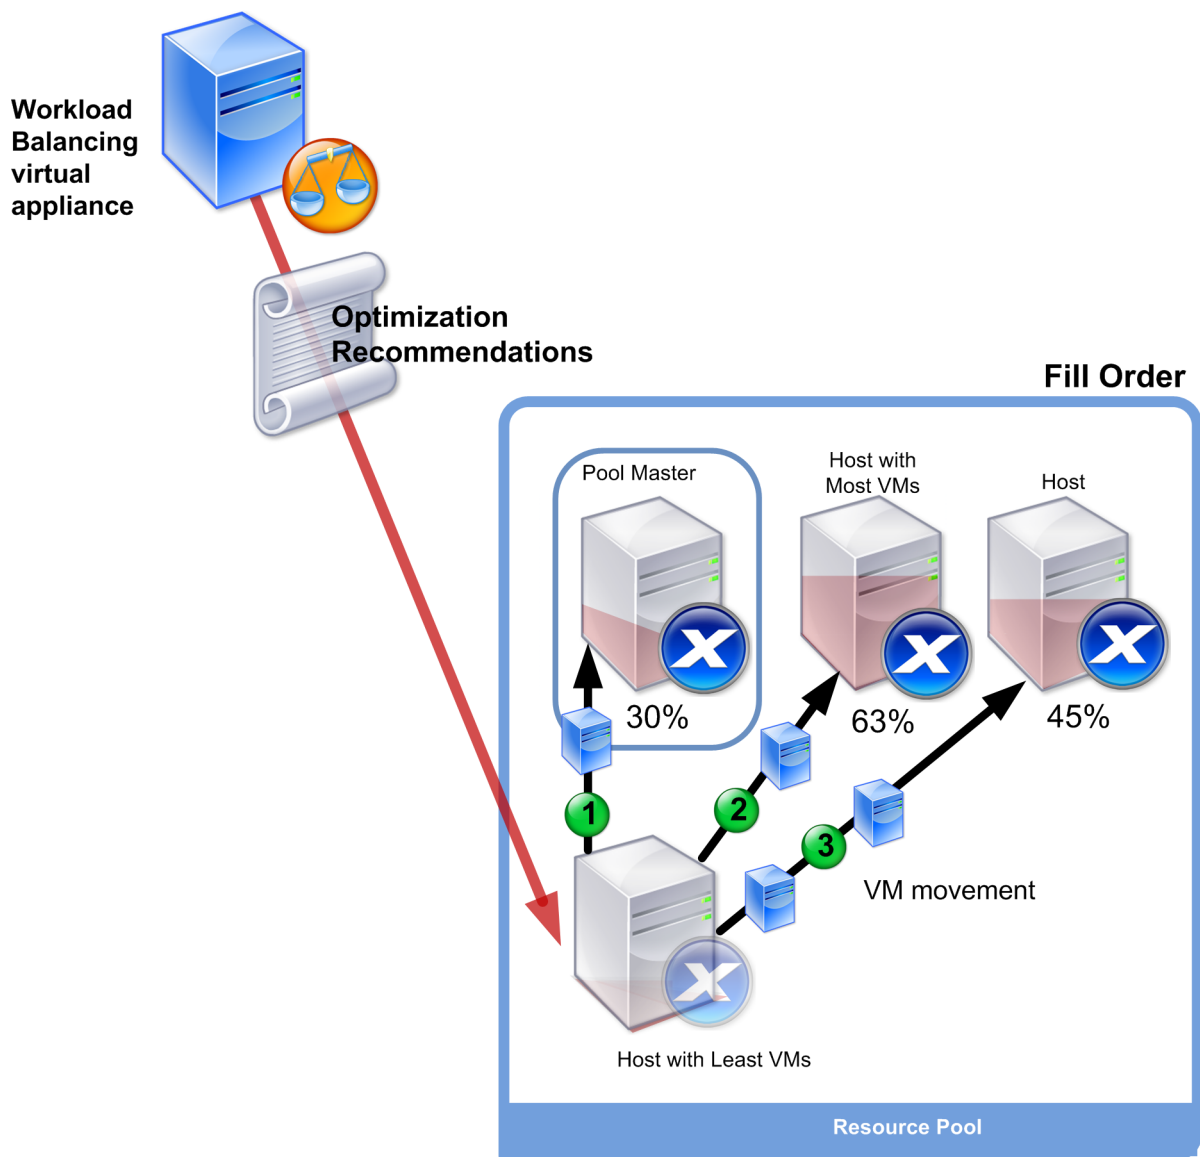 Workload
Balancing
virtual
appliance
Optimization
Recommendations
Fill Order
Pool Master
Host with
Most VMs
Host
X
X
X
30%
63%
45%
1
2
3
VM movement
X
Host with Least VMs
Resource Pool